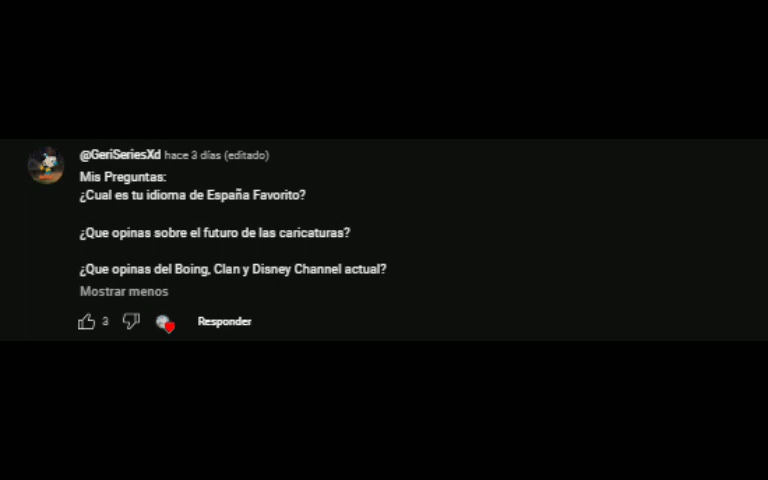 @GeriSeriesXd hace 3 días (editado)
Mis Preguntas:
¿Cual es tu idioma de España Favorito?
¿Que opinas sobre el futuro de las caricaturas?
¿Que opinas del Boing, Clan y Disney Channel actual?
Mostrar menos
3 Responder